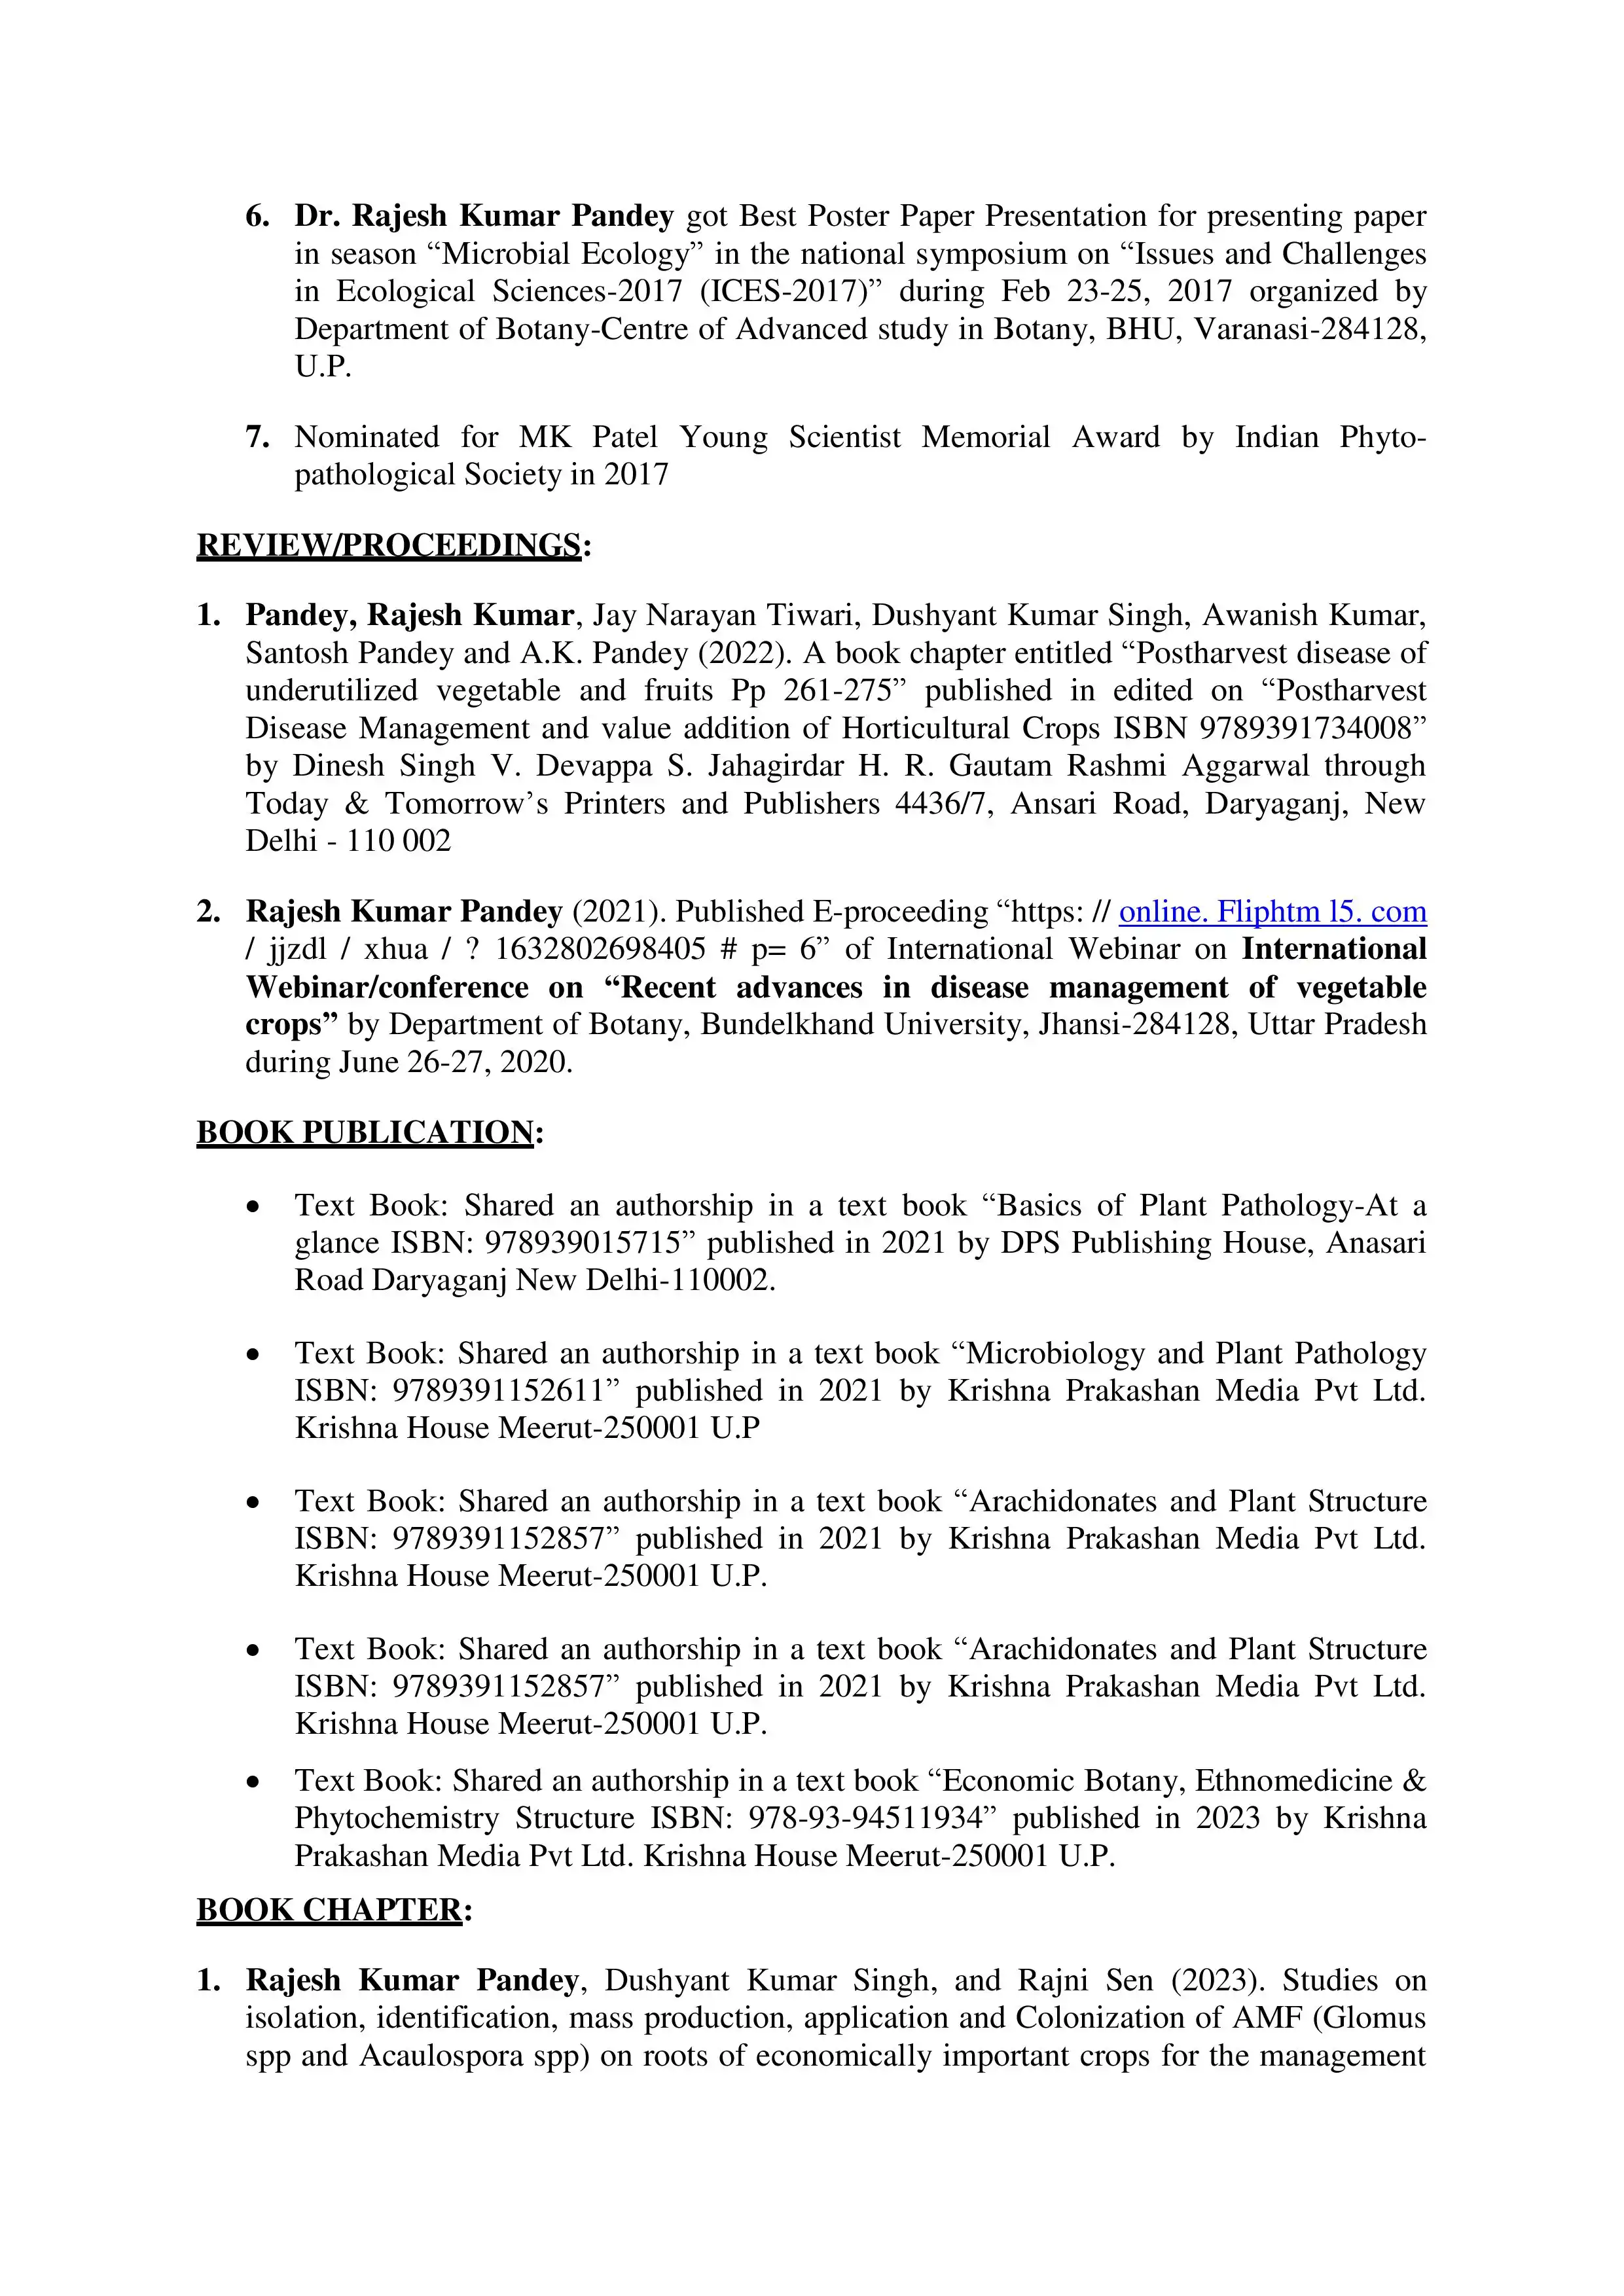 6. Dr. Rajesh Kumar Pandey got Best Poster Paper Presentation for presenting paper
in season “Microbial Ecology” in the national symposium on “Issues and Challenges
in Ecological Sciences-2017 (ICES-2017)” during Feb 23-25, 2017 organized by
Department of Botany-Centre of Advanced study in Botany, BHU, Varanasi-284128,
U.P.
7. Nominated for MK Patel Young Scientist Memorial Award by Indian Phyto-
pathological Society in 2017
REVIEW/PROCEEDINGS:
1. Pandey, Rajesh Kumar, Jay Narayan Tiwari, Dushyant Kumar Singh, Awanish Kumar,
Santosh Pandey and A.K. Pandey (2022). A book chapter entitled “Postharvest disease of
underutilized vegetable and fruits Pp 261-275” published in edited on “Postharvest
Disease Management and value addition of Horticultural Crops ISBN 9789391734008”
by Dinesh Singh V. Devappa S. Jahagirdar H. R. Gautam Rashmi Aggarwal through
Today & Tomorrow’s Printers and Publishers 4436/7, Ansari Road, Daryaganj, New
Delhi - 110 002
2. Rajesh Kumar Pandey (2021). Published E-proceeding “https: // online. Fliphtm l5. com
/ jjzdl / xhua / ? 1632802698405 # p= 6” of International Webinar on International
Webinar/conference on “Recent advances in disease management of vegetable
crops” by Department of Botany, Bundelkhand University, Jhansi-284128, Uttar Pradesh
during June 26-27, 2020.
BOOK PUBLICATION:
• Text Book: Shared an authorship in a text book “Basics of Plant Pathology-At a
glance ISBN: 978939015715” published in 2021 by DPS Publishing House, Anasari
Road Daryaganj New Delhi-110002.
• Text Book: Shared an authorship in a text book “Microbiology and Plant Pathology
ISBN: 9789391152611” published in 2021 by Krishna Prakashan Media Pvt Ltd.
Krishna House Meerut-250001 U.P
• Text Book: Shared an authorship in a text book “Arachidonates and Plant Structure
ISBN: 9789391152857” published in 2021 by Krishna Prakashan Media Pvt Ltd.
Krishna House Meerut-250001 U.P.
• Text Book: Shared an authorship in a text book “Arachidonates and Plant Structure
ISBN: 9789391152857” published in 2021 by Krishna Prakashan Media Pvt Ltd.
Krishna House Meerut-250001 U.P.
• Text Book: Shared an authorship in a text book “Economic Botany, Ethnomedicine &
Phytochemistry Structure ISBN: 978-93-94511934” published in 2023 by Krishna
Prakashan Media Pvt Ltd. Krishna House Meerut-250001 U.P.
BOOK CHAPTER:
1. Rajesh Kumar Pandey, Dushyant Kumar Singh, and Rajni Sen (2023). Studies on
isolation, identification, mass production, application and Colonization of AMF (Glomus
spp and Acaulospora spp) on roots of economically important crops for the management